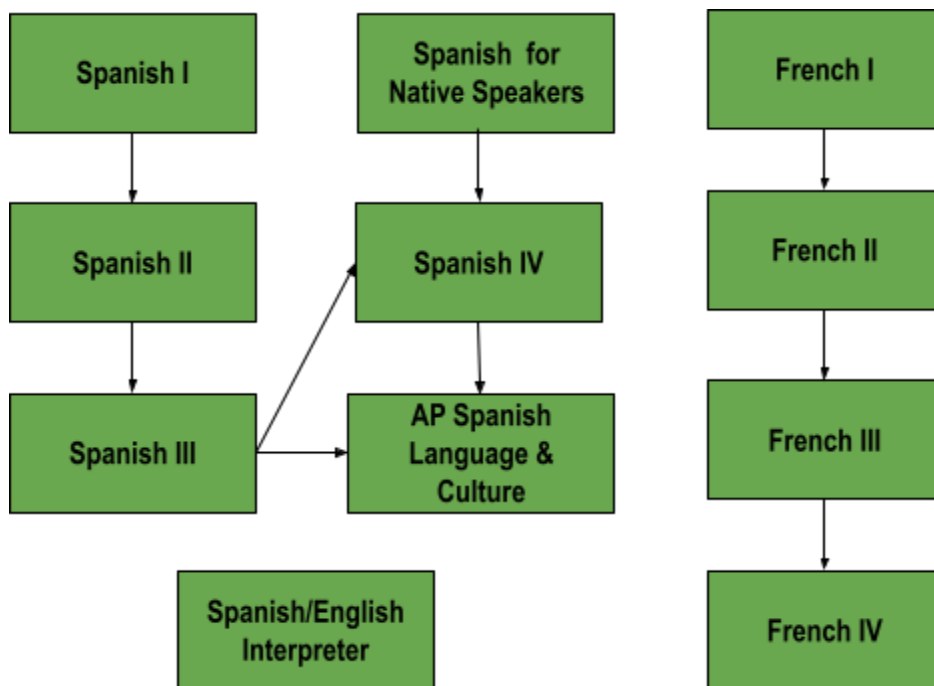 Spanish I
Spanish for
Native Speakers
French I
Spanish II
Spanish IV
French II
Spanish III
AP Spanish
Language &
Culture
French III
Spanish/English
Interpreter
French IV